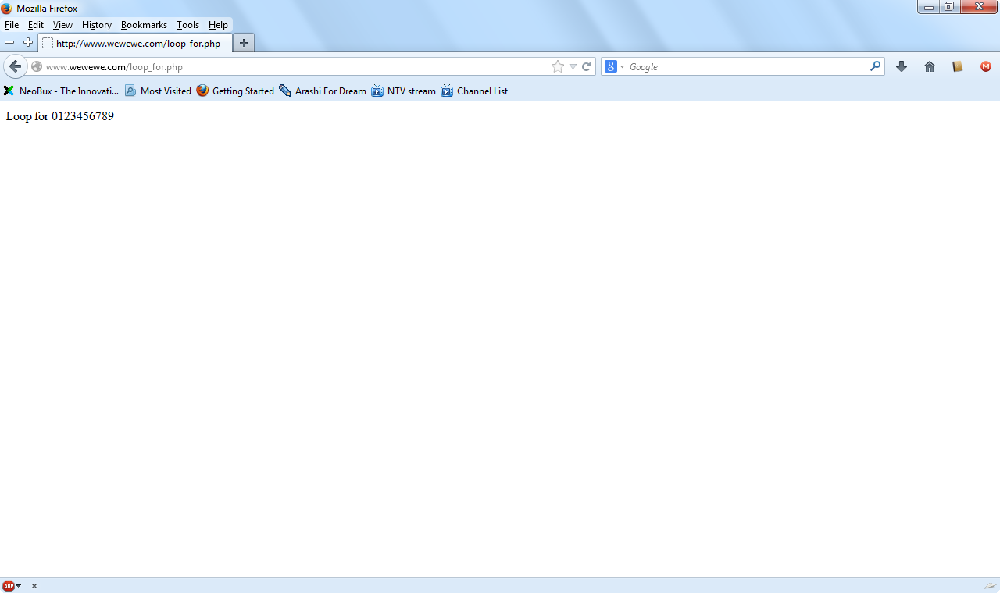 Mozilla Firefox
File Edit View History Bookmarks Tools Help
http://www.wewewe.com/loop_for.php
www.wewewe.com/loop_for.php
8 Google
M
NeoBux - The Innovati... Most Visited Getting Started Arashi For Dream NTV stream Channel List
Loop for 0123456789
ABP